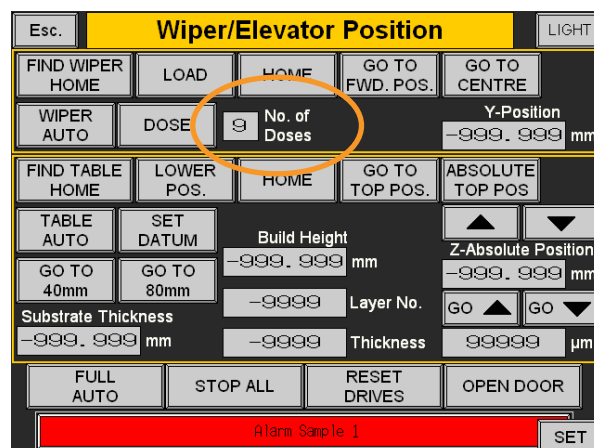 Esc. Wiper/Elevator Position LIGHT
FIND WIPER HOME LOAD HOME GO TO FWD. POS. GO TO CENTRE
WIPER AUTO DOSE 9 No. of Doses Y-Position -999.999 mm
FIND TABLE HOME LOWER POS. HOME GO TO TOP POS. ABSOLUTE TOP POS
TABLE AUTO SET DATUM Build Height -999.999 mm Z-Absolute Position -999.999 mm
GO TO 40mm GO TO 80mm -9999 Layer No. GO GO
Substrate Thickness
-999.999 mm -9999 Thickness 99999 µm
FULL AUTO STOP ALL RESET DRIVES OPEN DOOR
Alarm Sample 1 SET